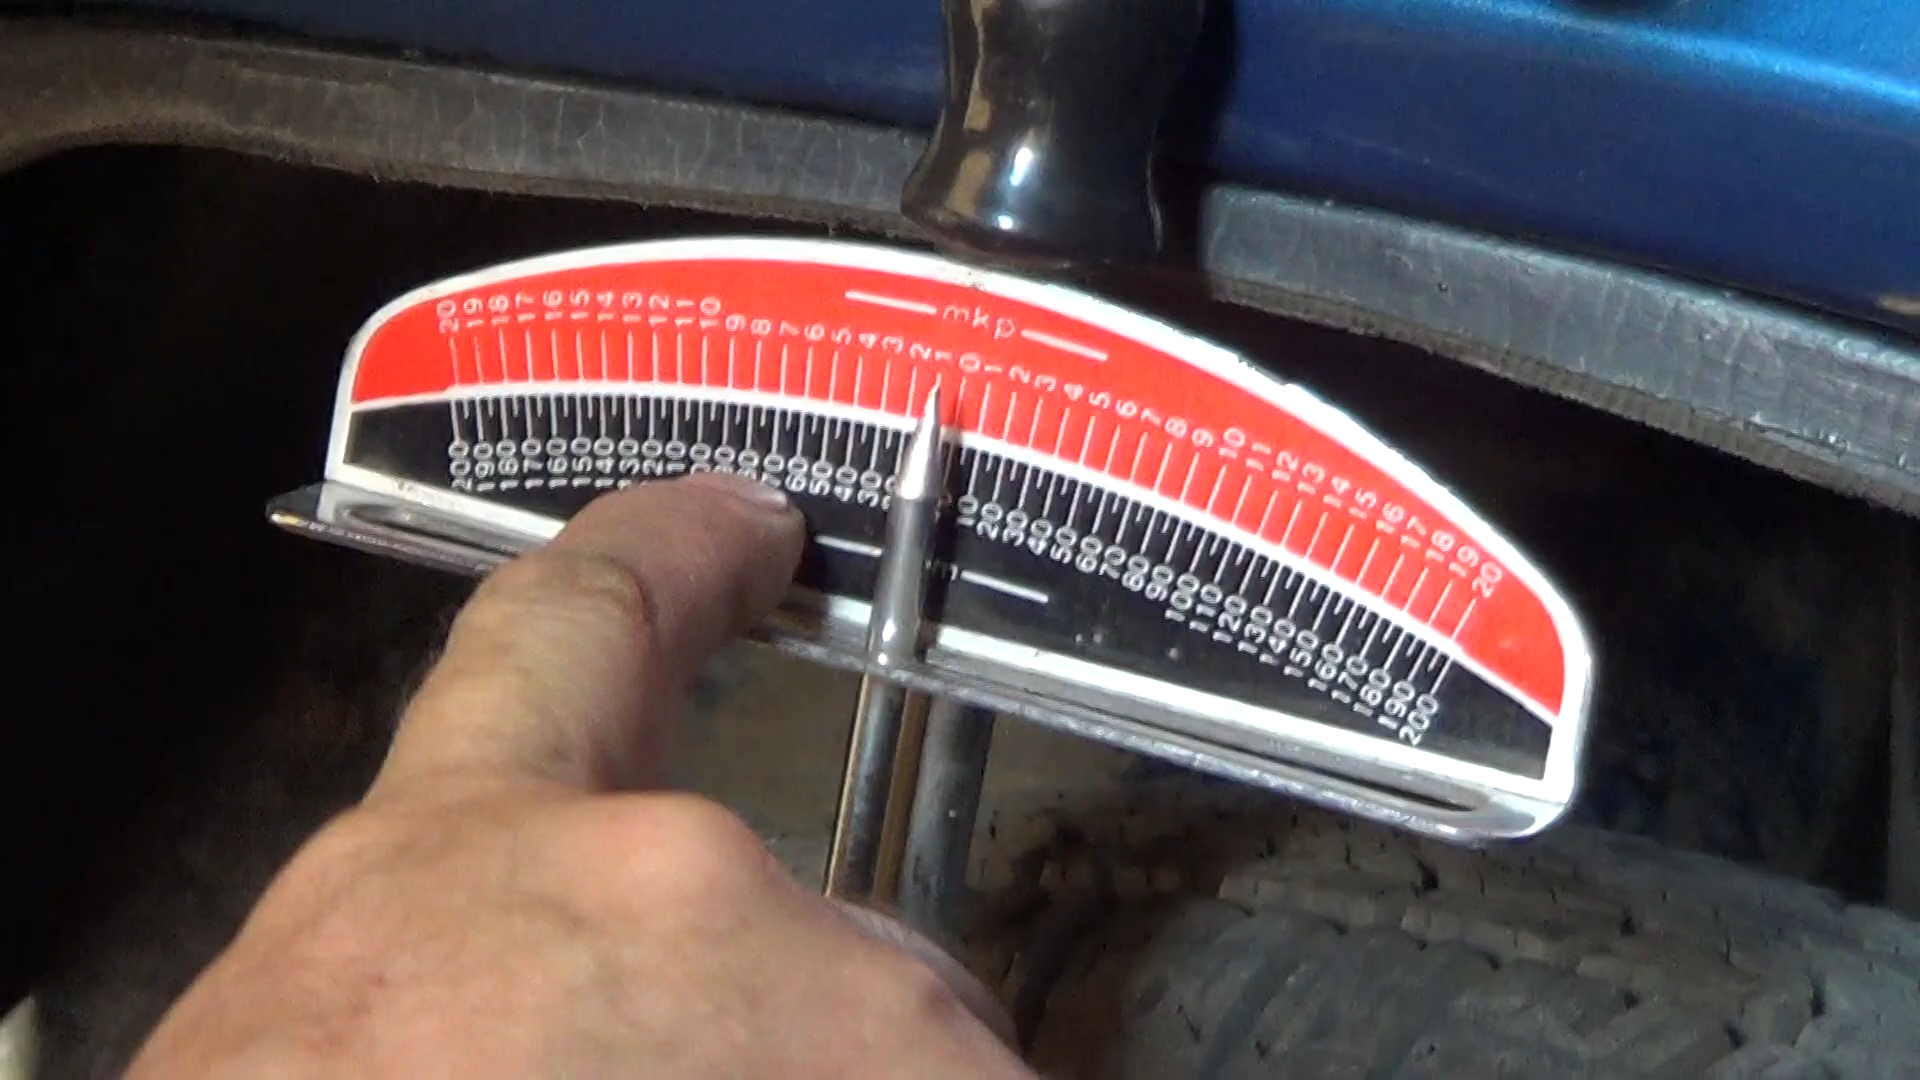 mkp
20 19 18 17 16 15 14 13 12 11 10 9 8 7 6 5 4 3 2 1 0 1 2 3 4 5 6 7 8 9 10 11 12 13 14 15 16 17 18 19 20
200 190 180 170 160 150 140 130 120 110 70 60 50 40 30 10 20 30 40 50 60 70 80 90 100 110 120 130 140 150 160 170 180 190 200